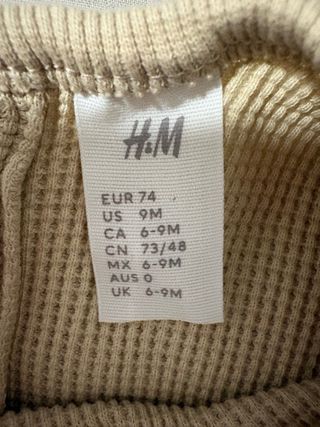 H&M
EUR 74
US 9M
CA 6-9M
CN 73/48
MX 6-9M
AUS 0
UK 6-9M